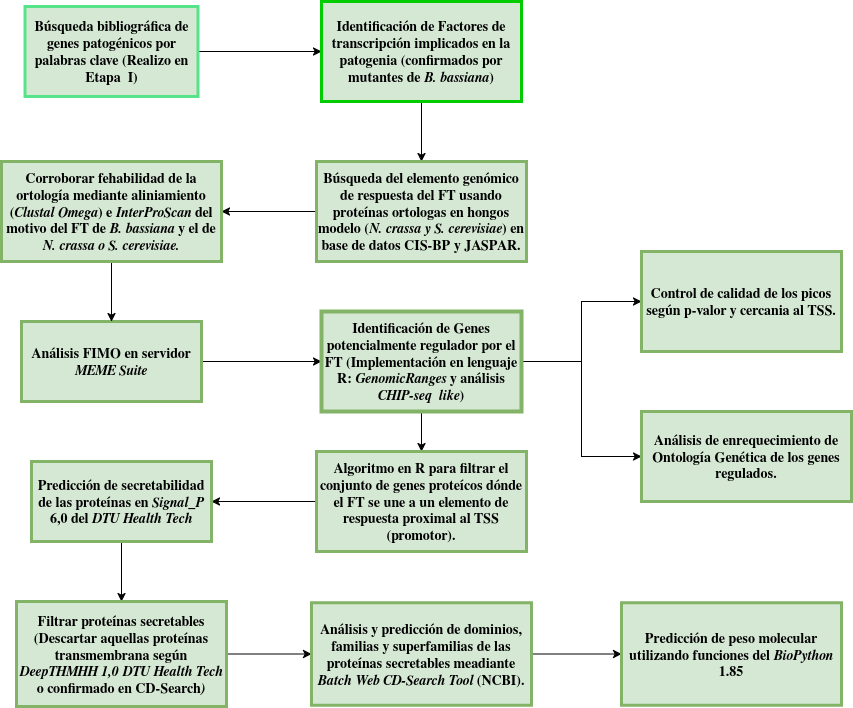 Búsqueda bibliográfica de
genes patogénicos por
palabras clave (Realizo en
Etapa I)
Identificación de Factores de
transcripción implicados en la
patogenia (confirmados por
mutantes de B. bassiana)
Corroborar fehabilidad de la
ortología mediante aliniamiento
(Clustal Omega) e InterProScan del
motivo del FT de B. bassiana y el de
N. crassa o S. cerevisiae.
Búsqueda del elemento genómico
de respuesta del FT usando
proteínas ortologas en hongos
modelo (N. crassa y S. cerevisiae) en
base de datos CIS-BP y JASPAR.
Control de calidad de los picos
según p-valor y cercania al TSS.
Análisis FIMO en servidor
MEME Suite
Identificación de Genes
potencialmente regulador por el
FT (Implementación en lenguaje
R: GenomicRanges y análisis
CHIP-seq like)
Análisis de enrequecimiento de
Ontología Genética de los genes
regulados.
Predicción de secretabilidad
de las proteínas en Signal_P
6,0 del DTU Health Tech
Algoritmo en R para filtrar el
conjunto de genes proteícos dónde
el FT se une a un elemento de
respuesta proximal al TSS
(promotor).
Filtrar proteínas secretables
(Descartar aquellas proteínas
transmembrana según
DeepTHMHH 1,0 DTU Health Tech
o confirmado en CD-Search)
Análisis y predicción de dominios,
familias y superfamilias de las
proteínas secretables meadiante
Batch Web CD-Search Tool (NCBI).
Predicción de peso molecular
utilizando funciones del BioPython
1.85